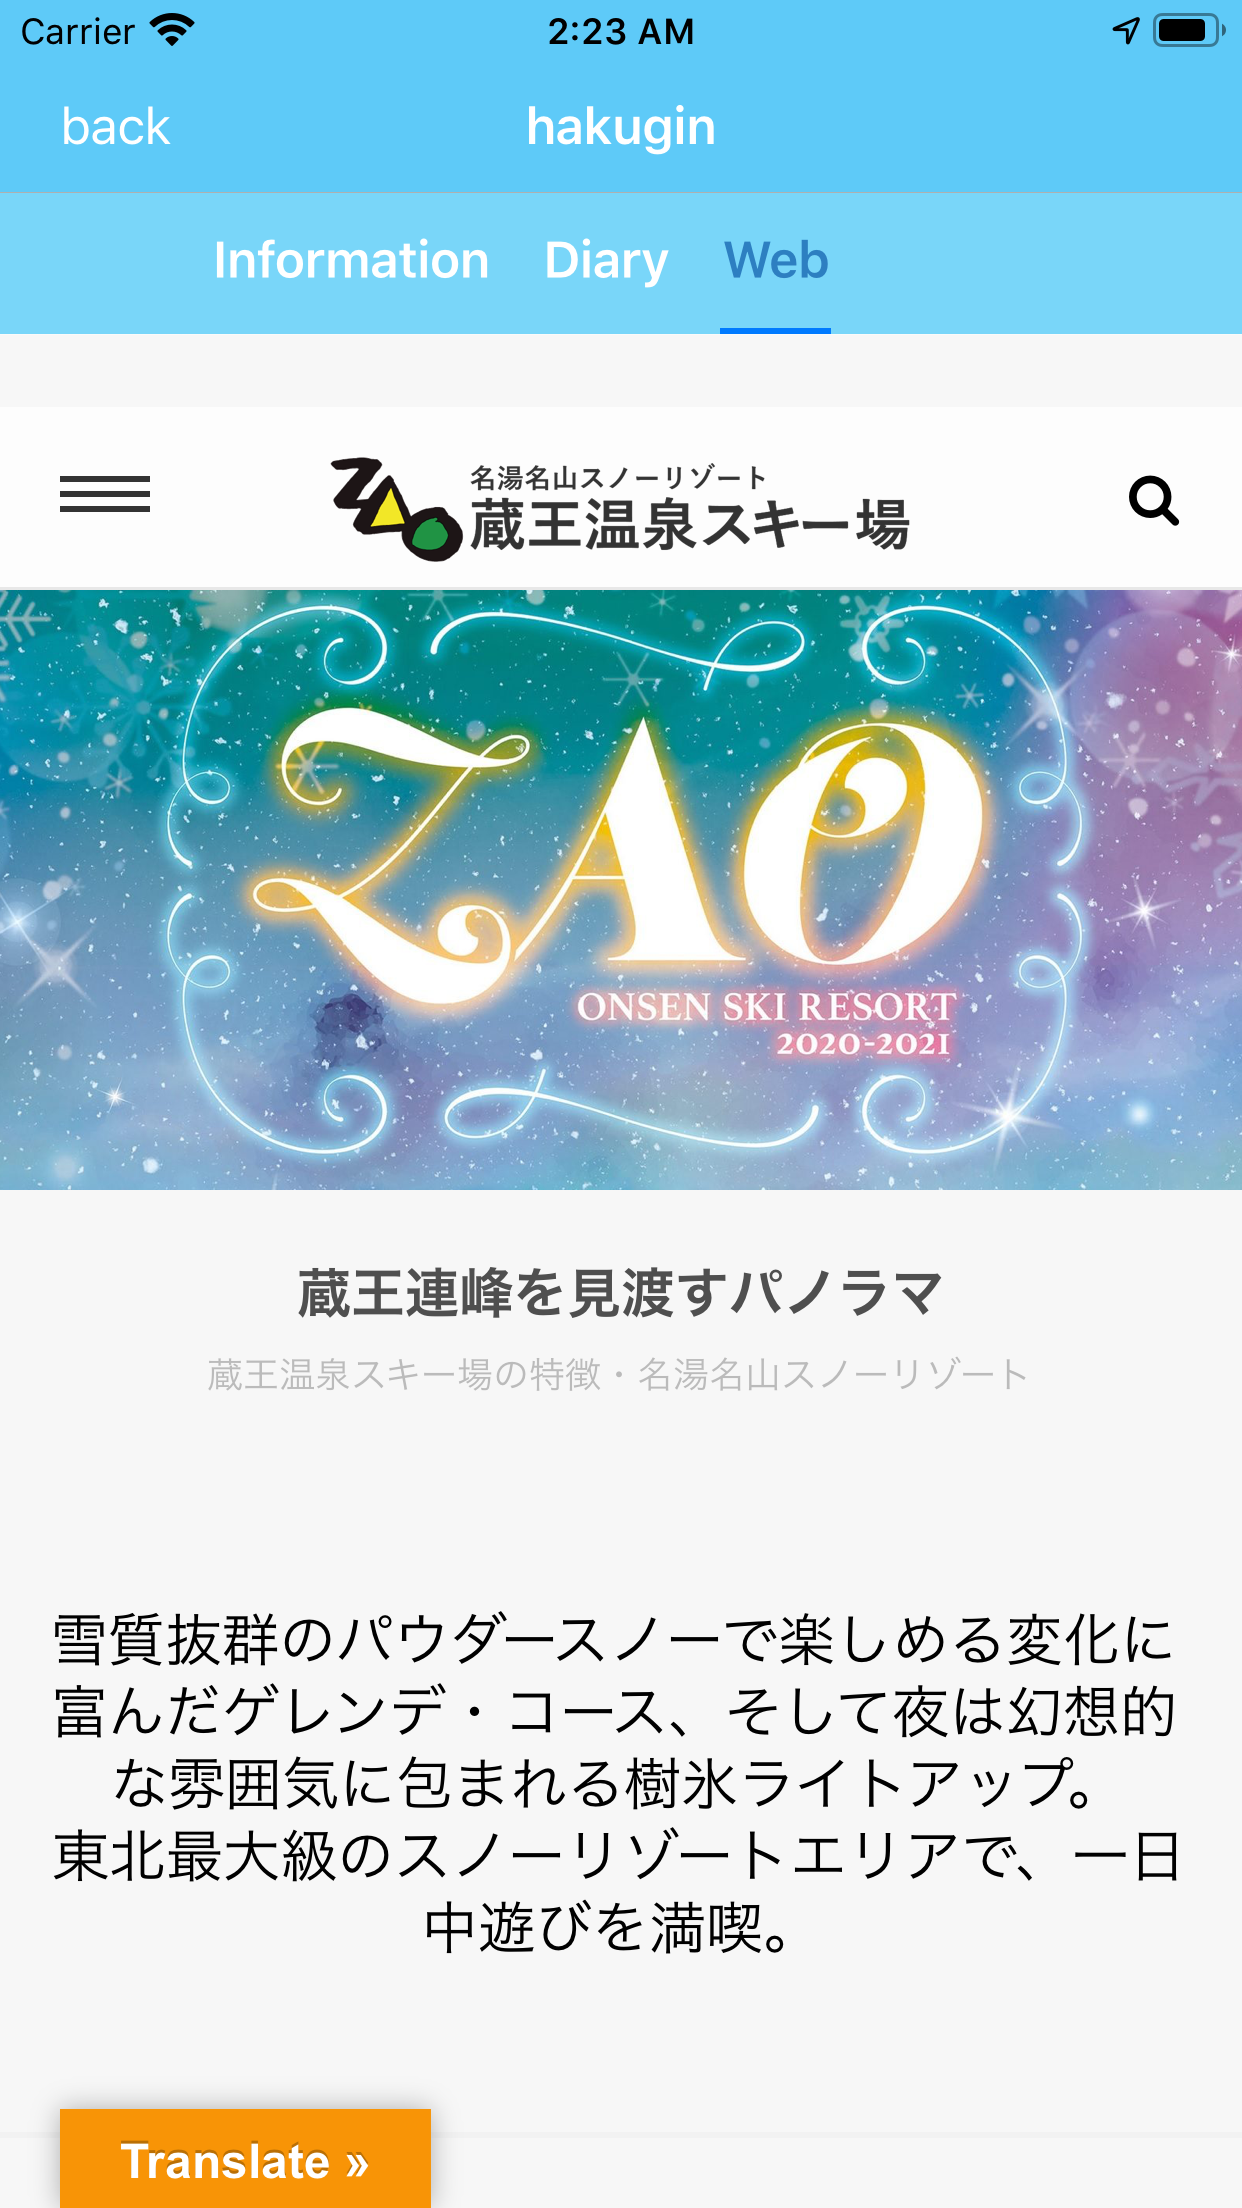 Carrier 2:23 AM
back hakugin
Information Diary Web
名湯名山スノーリゾート
ZAO 蔵王温泉スキー場
ZAO
ONSEN SKI RESORT
2020-2021
蔵王連峰を見渡すパノラマ
蔵王温泉スキー場の特徴・名湯名山スノーリゾート
雪質抜群のパウダースノーで楽しめる変化に
富んだゲレンデ・コース、そして夜は幻想的
な雰囲気に包まれる樹氷ライトアップ。
東北最大級のスノーリゾートエリアで、一日
中遊びを満喫。
Translate »